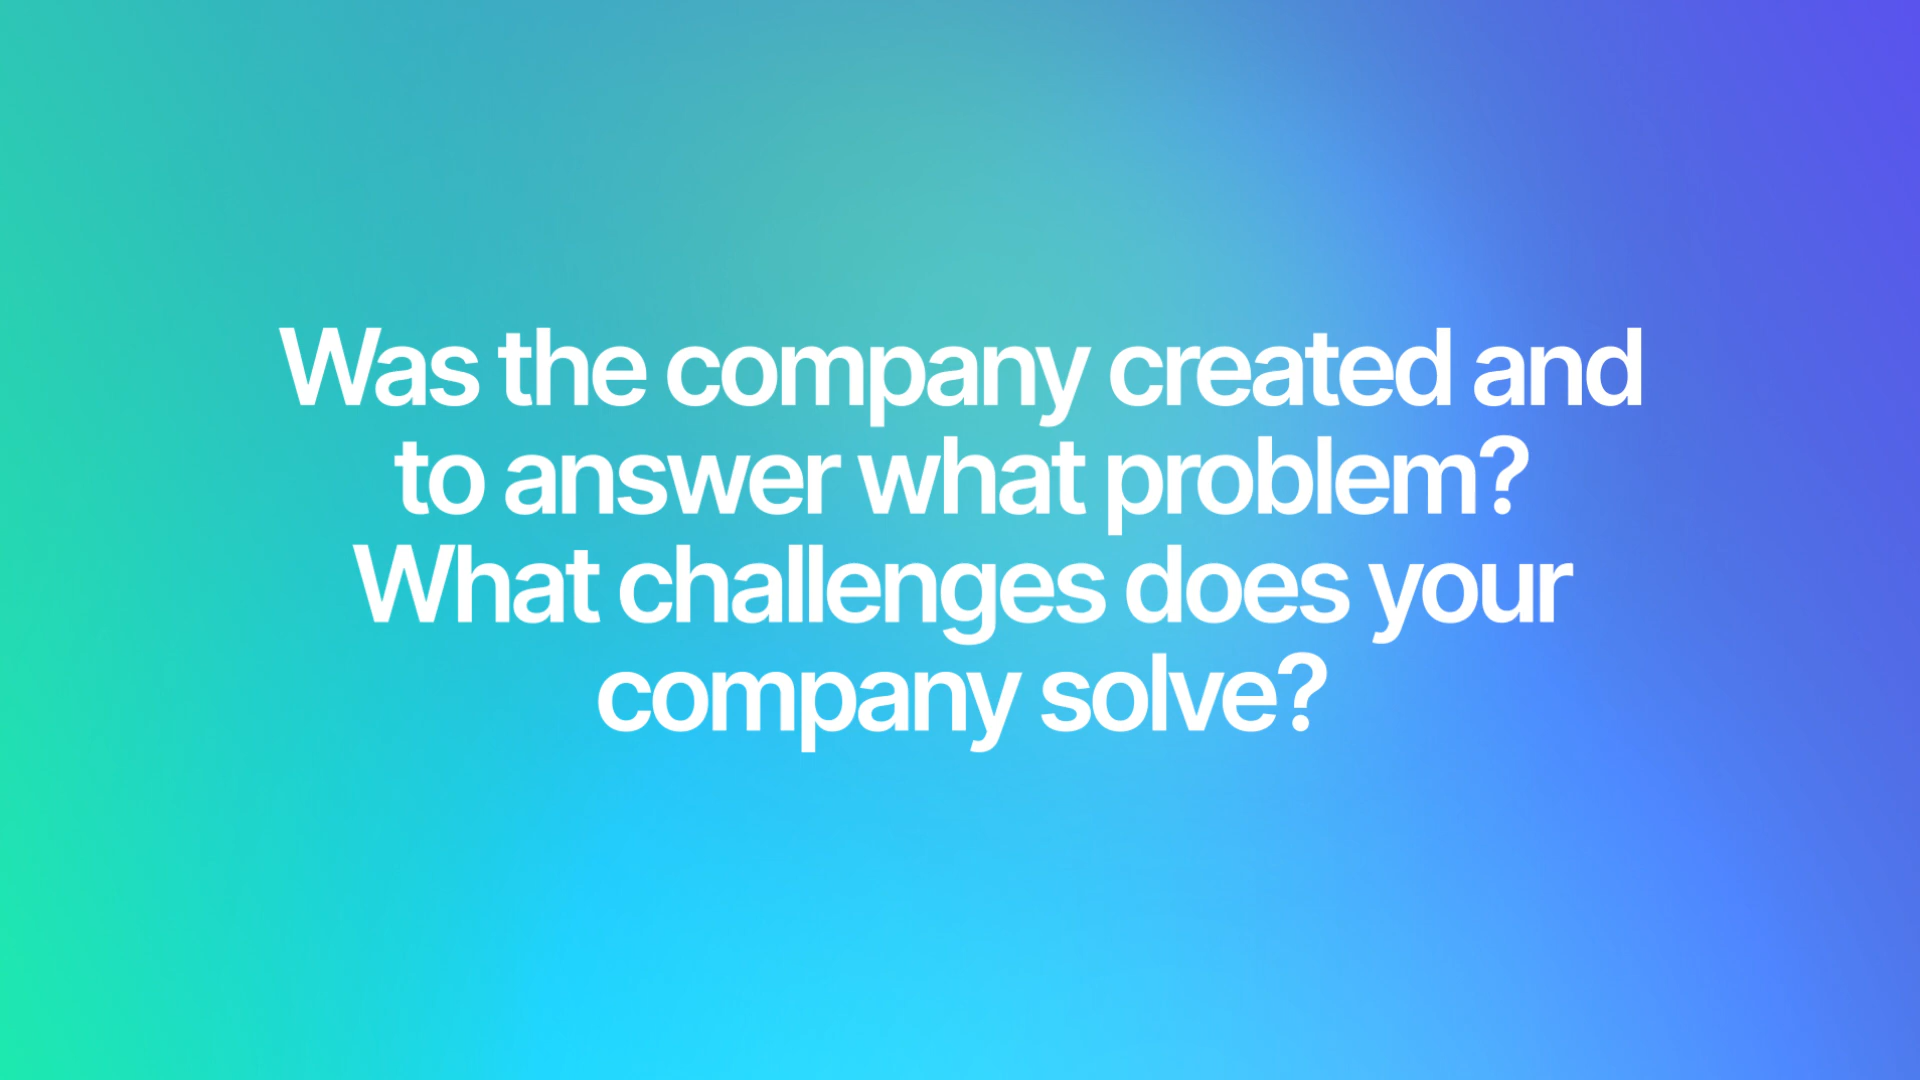 Was the company created and
to answer what problem?
What challenges does your
company solve?